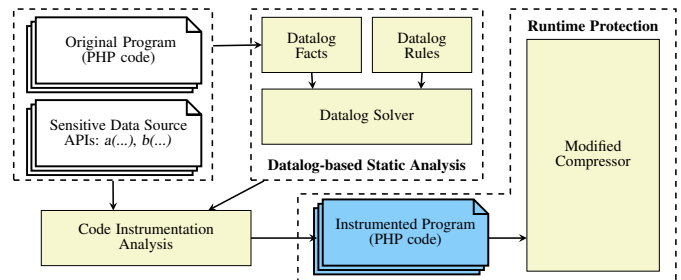 Original Program
(PHP code)
Sensitive Data Source
APIs: a(...), b(...)
Datalog
Facts
Datalog
Rules
Datalog Solver
Datalog-based Static Analysis
Runtime Protection
Modified
Compressor
Code Instrumentation
Analysis
Instrumented Program
(PHP code)